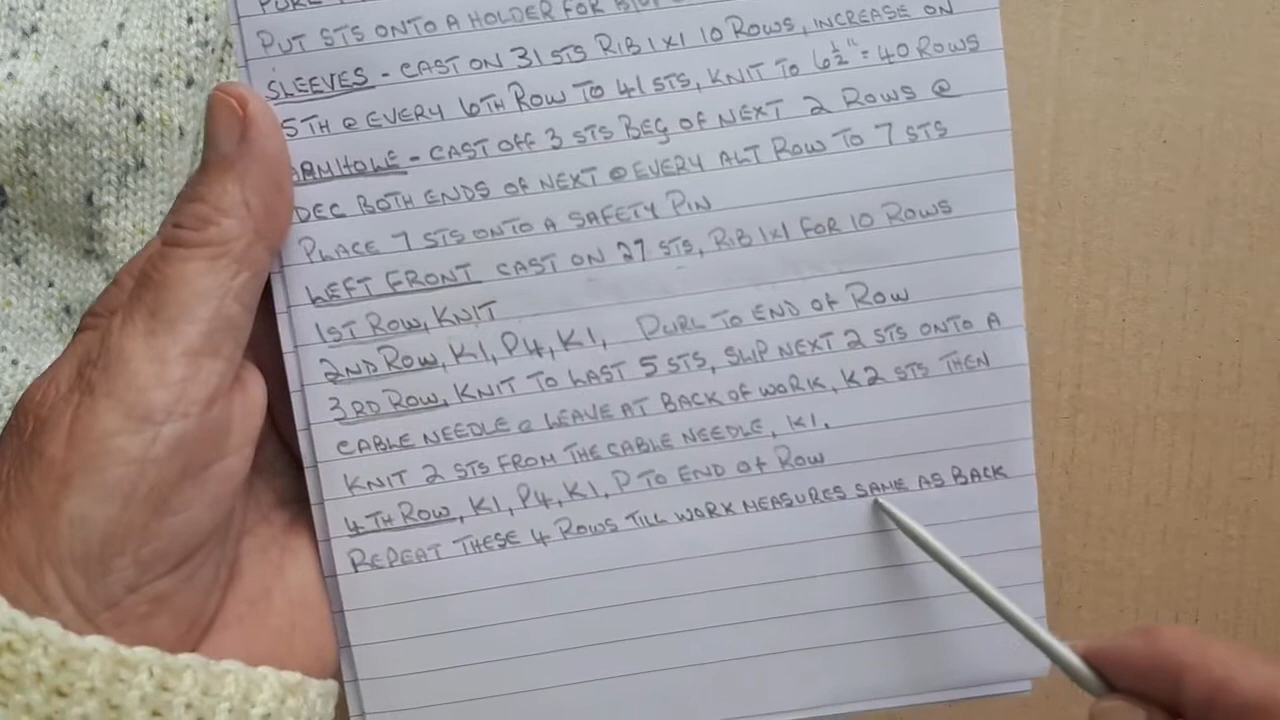 PUT STS ONTO A HOLDER FOR
SLEEVES - CAST ON 31 STS RIB 1X1 10 ROWS, INCREASE ON
5TH @ EVERY 6TH ROW TO 41 STS, KNIT TO 6½" = 40 ROWS
ARMHOLE - CAST OFF 3 STS BEG OF NEXT 2 ROWS @
DEC BOTH ENDS OF NEXT @ EVERY ALT ROW TO 7 STS
PLACE 7 STS ONTO A SAFETY PIN
LEFT FRONT CAST ON 27 STS, RIB 1X1 FOR 10 ROWS
1ST ROW, KNIT
2ND ROW, K1, P4, K1, PURL TO END OF ROW
3RD ROW, KNIT TO LAST 5 STS, SLIP NEXT 2 STS ONTO A
CABLE NEEDLE @ LEAVE AT BACK OF WORK, K2 STS THEN
KNIT 2 STS FROM THE CABLE NEEDLE, K1.
4TH ROW, K1, P4, K1, P TO END OF ROW
REPEAT THESE 4 ROWS TILL WORK MEASURES SAME AS BACK